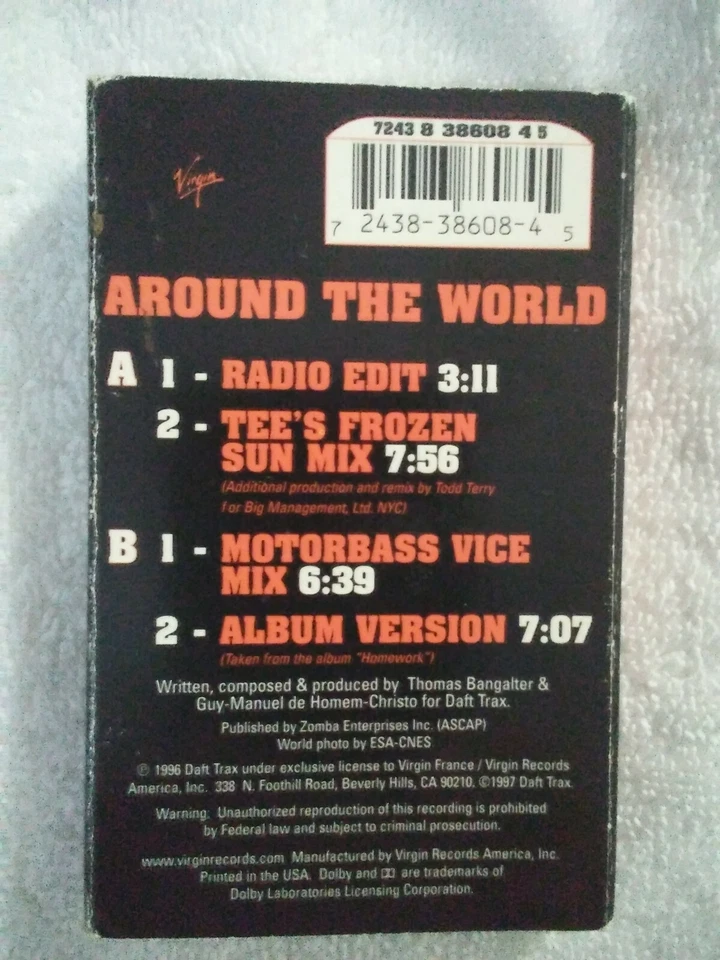 7243 8 38608 4 5
Virgin
7 2438-38608-4 5
AROUND THE WORLD
A 1 - RADIO EDIT 3:11
2 - TEE'S FROZEN
SUN MIX 7:56
(Additional production and remix by Todd Terry
for Big Management, Ltd. NYC)
B 1 - MOTORBASS VICE
MIX 6:39
2 - ALBUM VERSION 7:07
(Taken from the album "Homework")
Written, composed & produced by Thomas Bangalter &
Guy-Manuel de Homem-Christo for Daft Trax.
Published by Zomba Enterprises Inc. (ASCAP)
World photo by ESA-CNES
℗ 1996 Daft Trax under exclusive license to Virgin France / Virgin Records
America, Inc. 338 N. Foothill Road, Beverly Hills, CA 90210. ©1997 Daft Trax.
Warning: Unauthorized reproduction of this recording is prohibited
by Federal law and subject to criminal prosecution.
www.virginrecords.com Manufactured by Virgin Records America, Inc.
Printed in the USA. Dolby and are trademarks of
Dolby Laboratories Licensing Corporation.